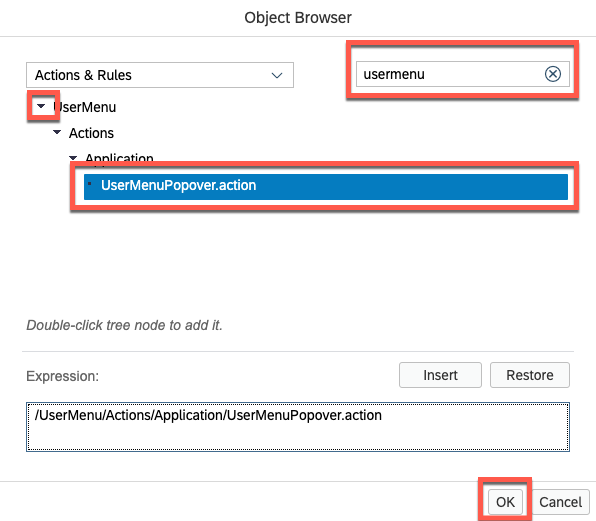 Object Browser
Actions & Rules
usermenu
UserMenu
Actions
Application
UserMenuPopover.action
Double-click tree node to add it.
Expression:
Insert
Restore
/UserMenu/Actions/Application/UserMenuPopover.action
OK
Cancel